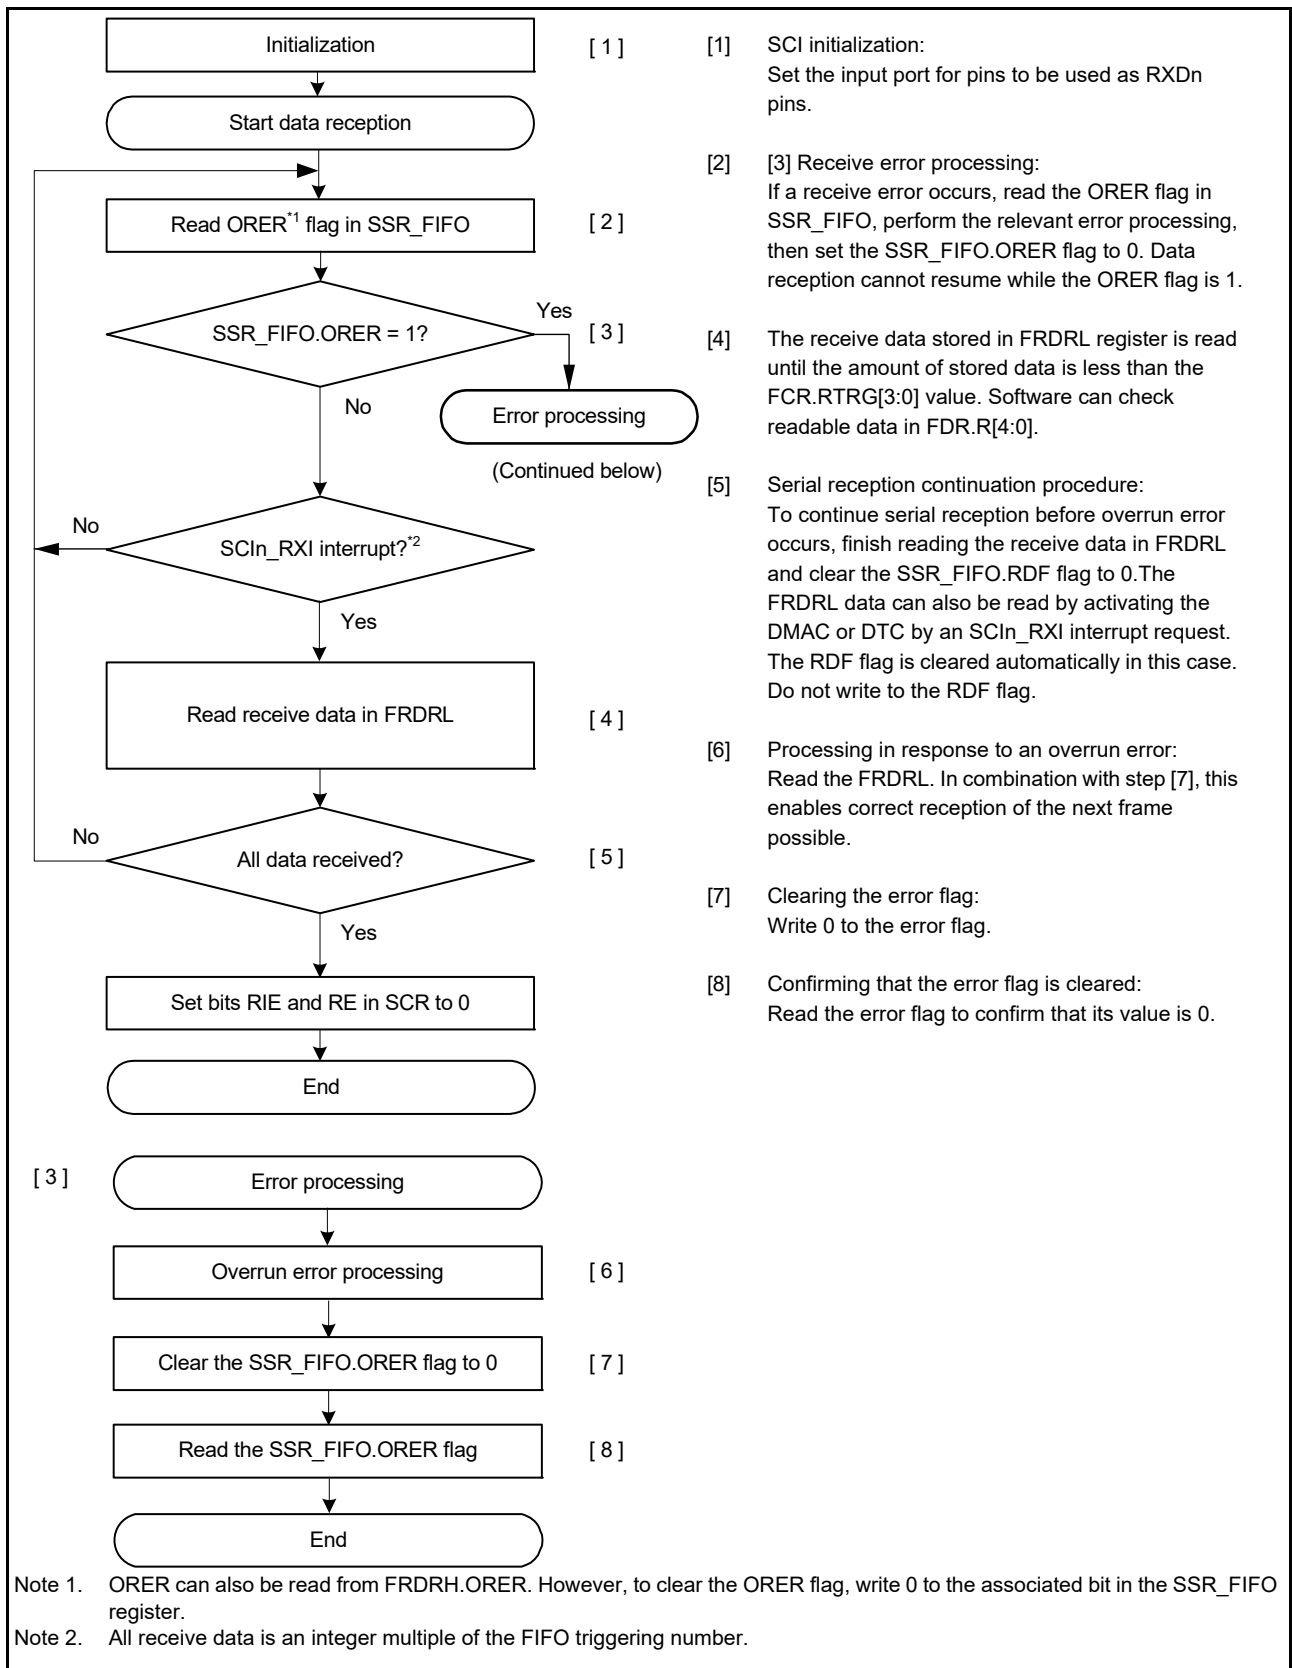 Initialization
[ 1 ]
Start data reception
Read ORER*1 flag in SSR_FIFO
[ 2 ]
SSR_FIFO.ORER = 1?
Yes
[ 3 ]
No
Error processing
(Continued below)
No
SCIn_RXI interrupt?*2
Yes
Read receive data in FRDRL
[ 4 ]
No
All data received?
[ 5 ]
Yes
Set bits RIE and RE in SCR to 0
End
[1] SCI initialization:
Set the input port for pins to be used as RXDn
pins.
[2] [3] Receive error processing:
If a receive error occurs, read the ORER flag in
SSR_FIFO, perform the relevant error processing,
then set the SSR_FIFO.ORER flag to 0. Data
reception cannot resume while the ORER flag is 1.
[4] The receive data stored in FRDRL register is read
until the amount of stored data is less than the
FCR.RTRG[3:0] value. Software can check
readable data in FDR.R[4:0].
[5] Serial reception continuation procedure:
To continue serial reception before overrun error
occurs, finish reading the receive data in FRDRL
and clear the SSR_FIFO.RDF flag to 0.The
FRDRL data can also be read by activating the
DMAC or DTC by an SCIn_RXI interrupt request.
The RDF flag is cleared automatically in this case.
Do not write to the RDF flag.
[6] Processing in response to an overrun error:
Read the FRDRL. In combination with step [7], this
enables correct reception of the next frame
possible.
[7] Clearing the error flag:
Write 0 to the error flag.
[8] Confirming that the error flag is cleared:
Read the error flag to confirm that its value is 0.
[ 3 ]
Error processing
Overrun error processing
[ 6 ]
Clear the SSR_FIFO.ORER flag to 0
[ 7 ]
Read the SSR_FIFO.ORER flag
[ 8 ]
End
Note 1. ORER can also be read from FRDRH.ORER. However, to clear the ORER flag, write 0 to the associated bit in the SSR_FIFO
register.
Note 2. All receive data is an integer multiple of the FIFO triggering number.